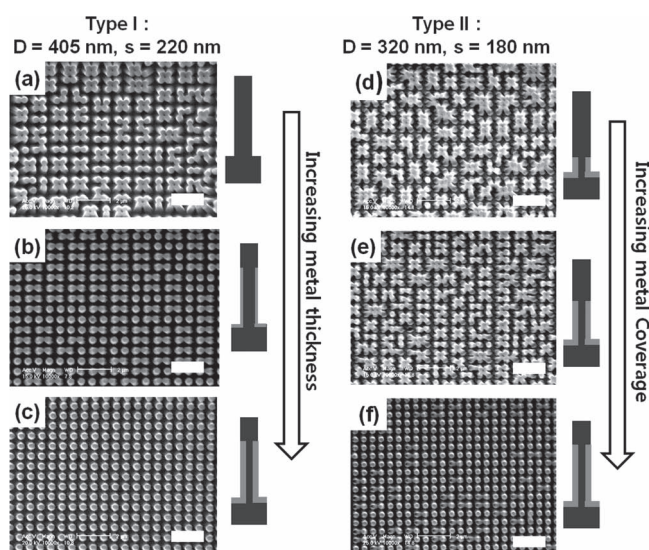 Type I :
D = 405 nm, s = 220 nm
Type II :
D = 320 nm, s = 180 nm
(a)
(b)
(c)
Increasing metal thickness
(d)
(e)
(f)
Increasing metal Coverage